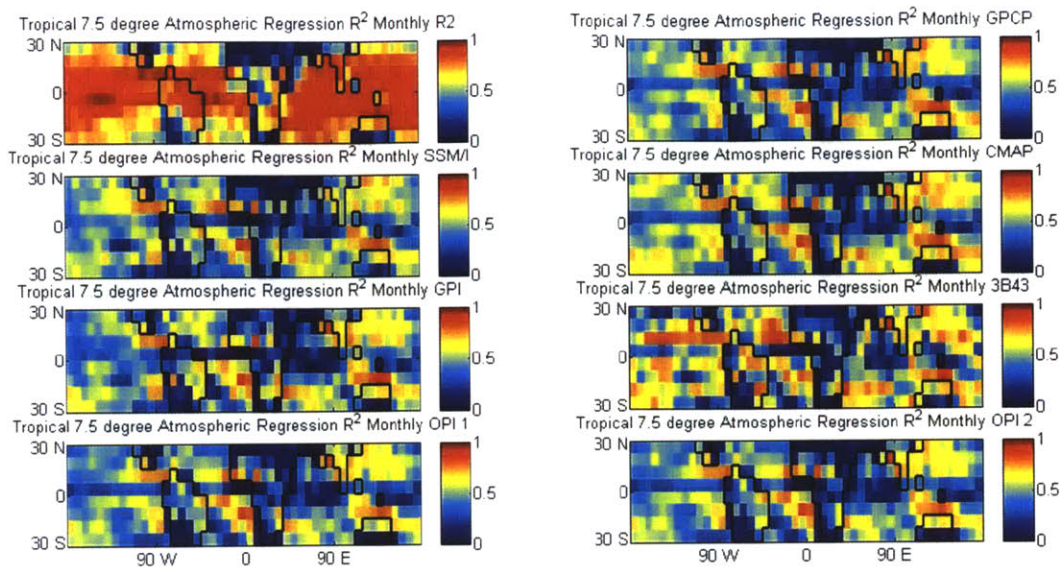 Tropical 7.5 degree Atmospheric Regression R² Monthly R2
30 N
0
30 S
1
0.5
0
Tropical 7.5 degree Atmospheric Regression R² Monthly SSM/I
30 N
0
30 S
1
0.5
0
Tropical 7.5 degree Atmospheric Regression R² Monthly GPI
30 N
0
30 S
1
0.5
0
Tropical 7.5 degree Atmospheric Regression R² Monthly OPI 1
30 N
0
30 S
90 W 0 90 E
1
0.5
0
Tropical 7.5 degree Atmospheric Regression R² Monthly GPCP
30 N
0
30 S
1
0.5
0
Tropical 7.5 degree Atmospheric Regression R² Monthly CMAP
30 N
0
30 S
1
0.5
0
Tropical 7.5 degree Atmospheric Regression R² Monthly 3B43
30 N
0
30 S
1
0.5
0
Tropical 7.5 degree Atmospheric Regression R² Monthly OPI 2
30 N
0
30 S
90 W 0 90 E
1
0.5
0